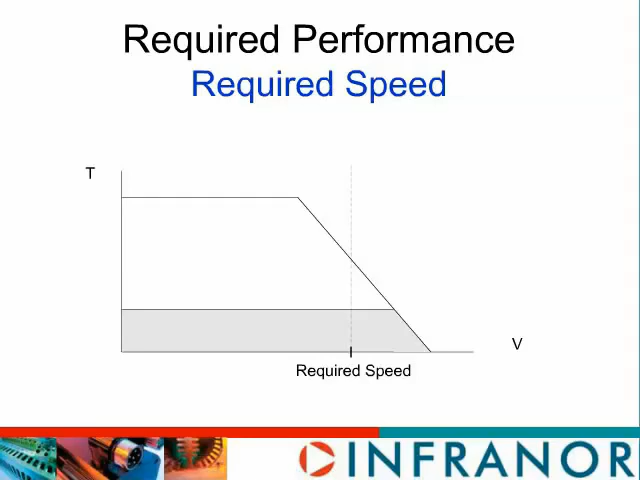 Required Performance
Required Speed
T
V
Required Speed
INFRANOR